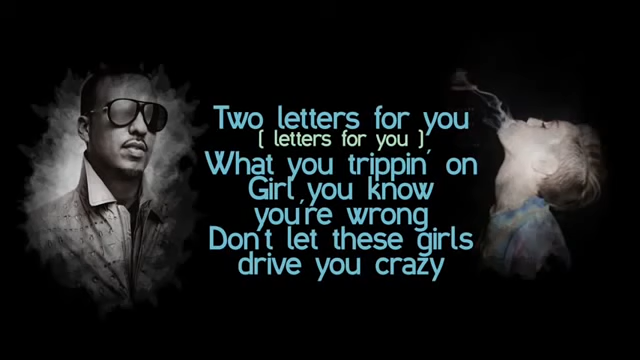 Two letters for you
( letters for you )
What you trippin' on
Girl you know
you're wrong
Don't let these girls
drive you crazy